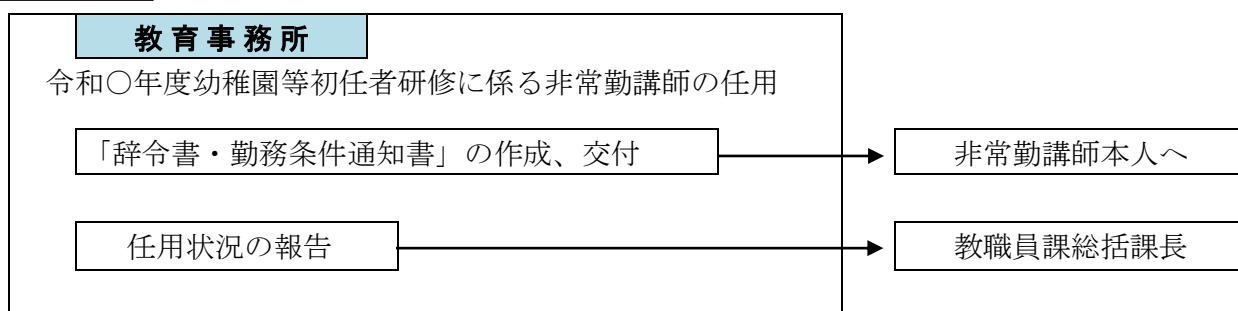 教育事務所
令和○年度幼稚園等初任者研修に係る非常勤講師の任用
「辞令書・勤務条件通知書」の作成、交付
非常勤講師本人へ
任用状況の報告
教職員課総括課長